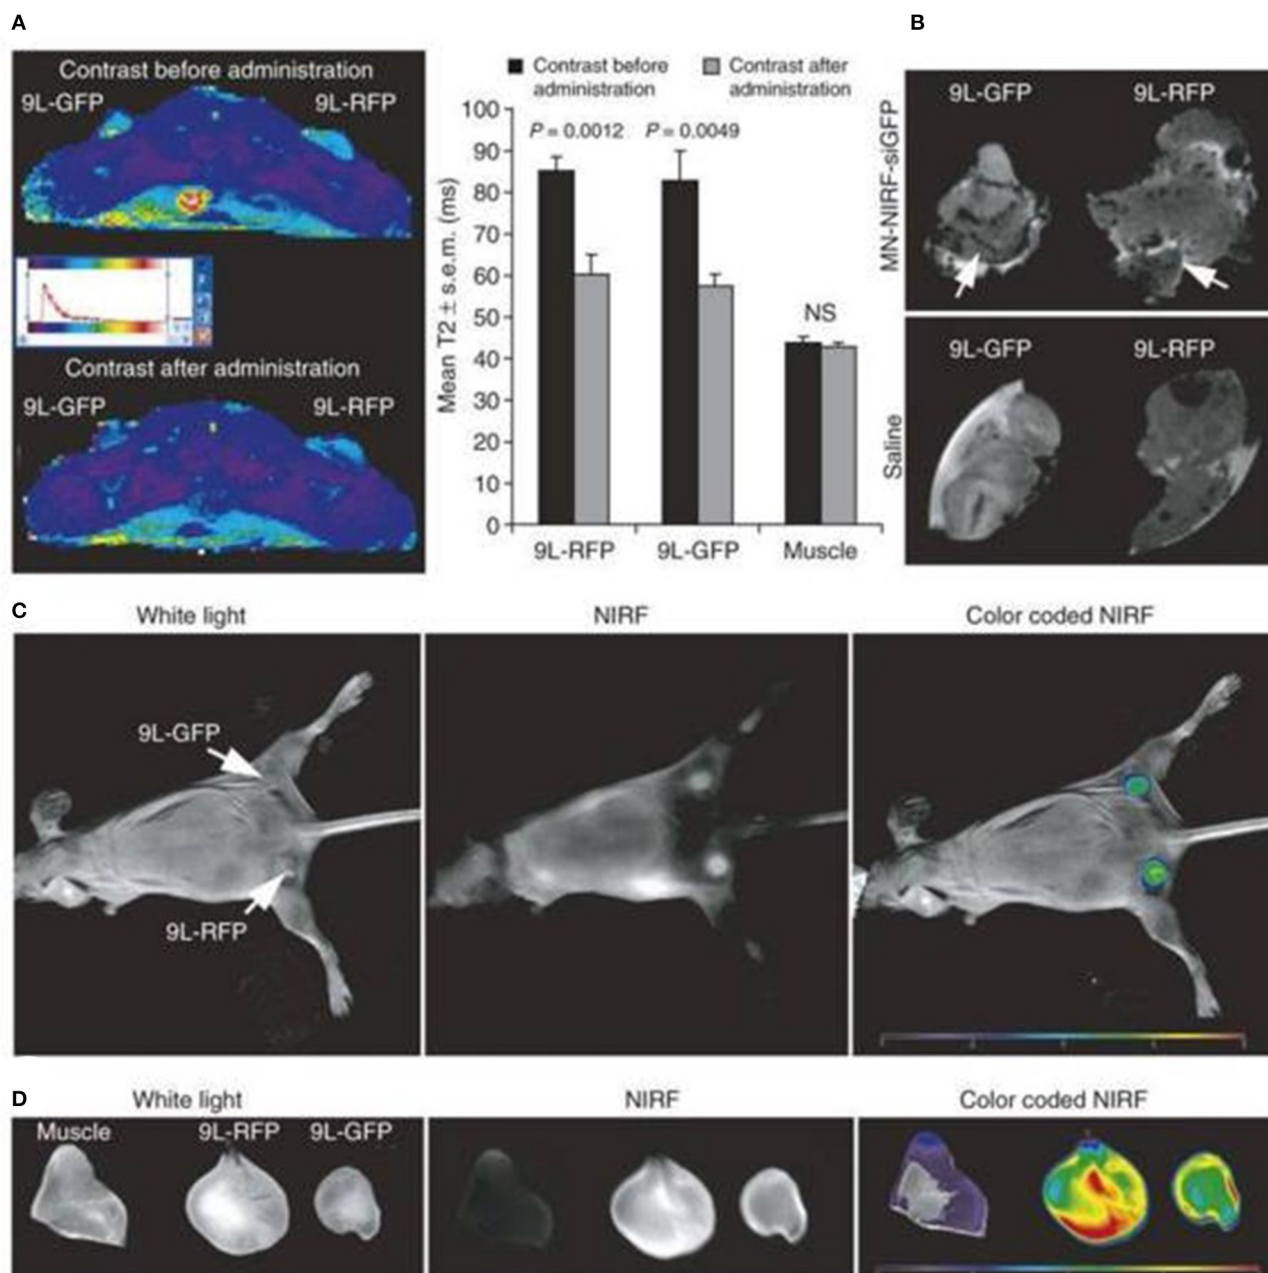 A
Contrast before administration
9L-GFP 9L-RFP
Contrast after administration
9L-GFP 9L-RFP
Contrast before administration
Contrast after administration
P = 0.0012 P = 0.0049
NS
Mean T2 ± s.e.m. (ms)
100
90
80
70
60
50
40
30
20
10
0
9L-RFP 9L-GFP Muscle
B
9L-GFP 9L-RFP
MN-NIRF-siGFP
9L-GFP 9L-RFP
Saline
C
White light NIRF Color coded NIRF
9L-GFP
9L-RFP
D
White light NIRF Color coded NIRF
Muscle 9L-RFP 9L-GFP